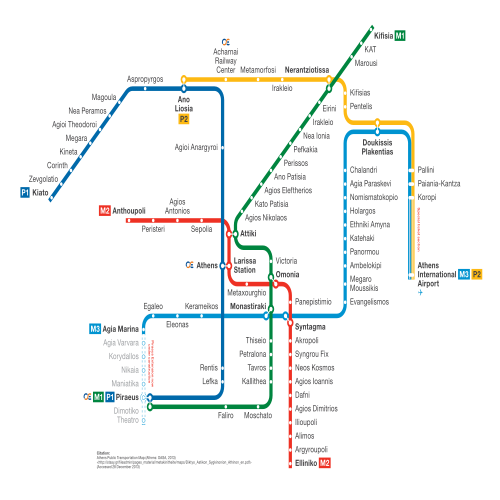 Kifisia M1
KAT
Marousi
Acharnai
Railway
Center
Metamorfosi
Nerantziotissa
Irakleio
Aspropyrgos
Magoula
Nea Peramos
Agioi Theodoroi
Megara
Kineta
Corinth
Zevgolatio
P1 Kiato
Ano
Liosia
P2
Kifisias
Pentelis
Eirini
Irakleio
Nea Ionia
Pefkakia
Perissos
Ano Patisia
Agios Eleftherios
Kato Patisia
Agios Nikolaos
Agioi Anargyroi
Doukissis
Plakentias
Chalandri
Agia Paraskevi
Nomismatokopio
Holargos
Ethniki Amyna
Katehaki
Panormou
Ambelokipi
Megaro
Moussikis
Evangelismos
Pallini
Paiania-Kantza
Koropi
Athens
International M3 P2
Airport
M2 Anthoupoli
Agios
Antonios
Peristeri
Sepolia
Attiki
Athens
Larissa
Station
Victoria
Omonia
Metaxourghio
Monastiraki
Panepistimio
Syntagma
Egaleo
Kerameikos
Eleonas
M3 Agia Marina
Agia Varvara
Korydallos
Nikaia
Maniatika
M1 P1 Piraeus
Dimotiko
Theatro
Rentis
Lefka
Thiseio
Petralona
Tavros
Kallithea
Faliro
Moschato
Akropoli
Syngrou Fix
Neos Kosmos
Agios Ioannis
Dafni
Agios Dimitrios
Ilioupoli
Alimos
Argyroupoli
Elliniko M2
Citation